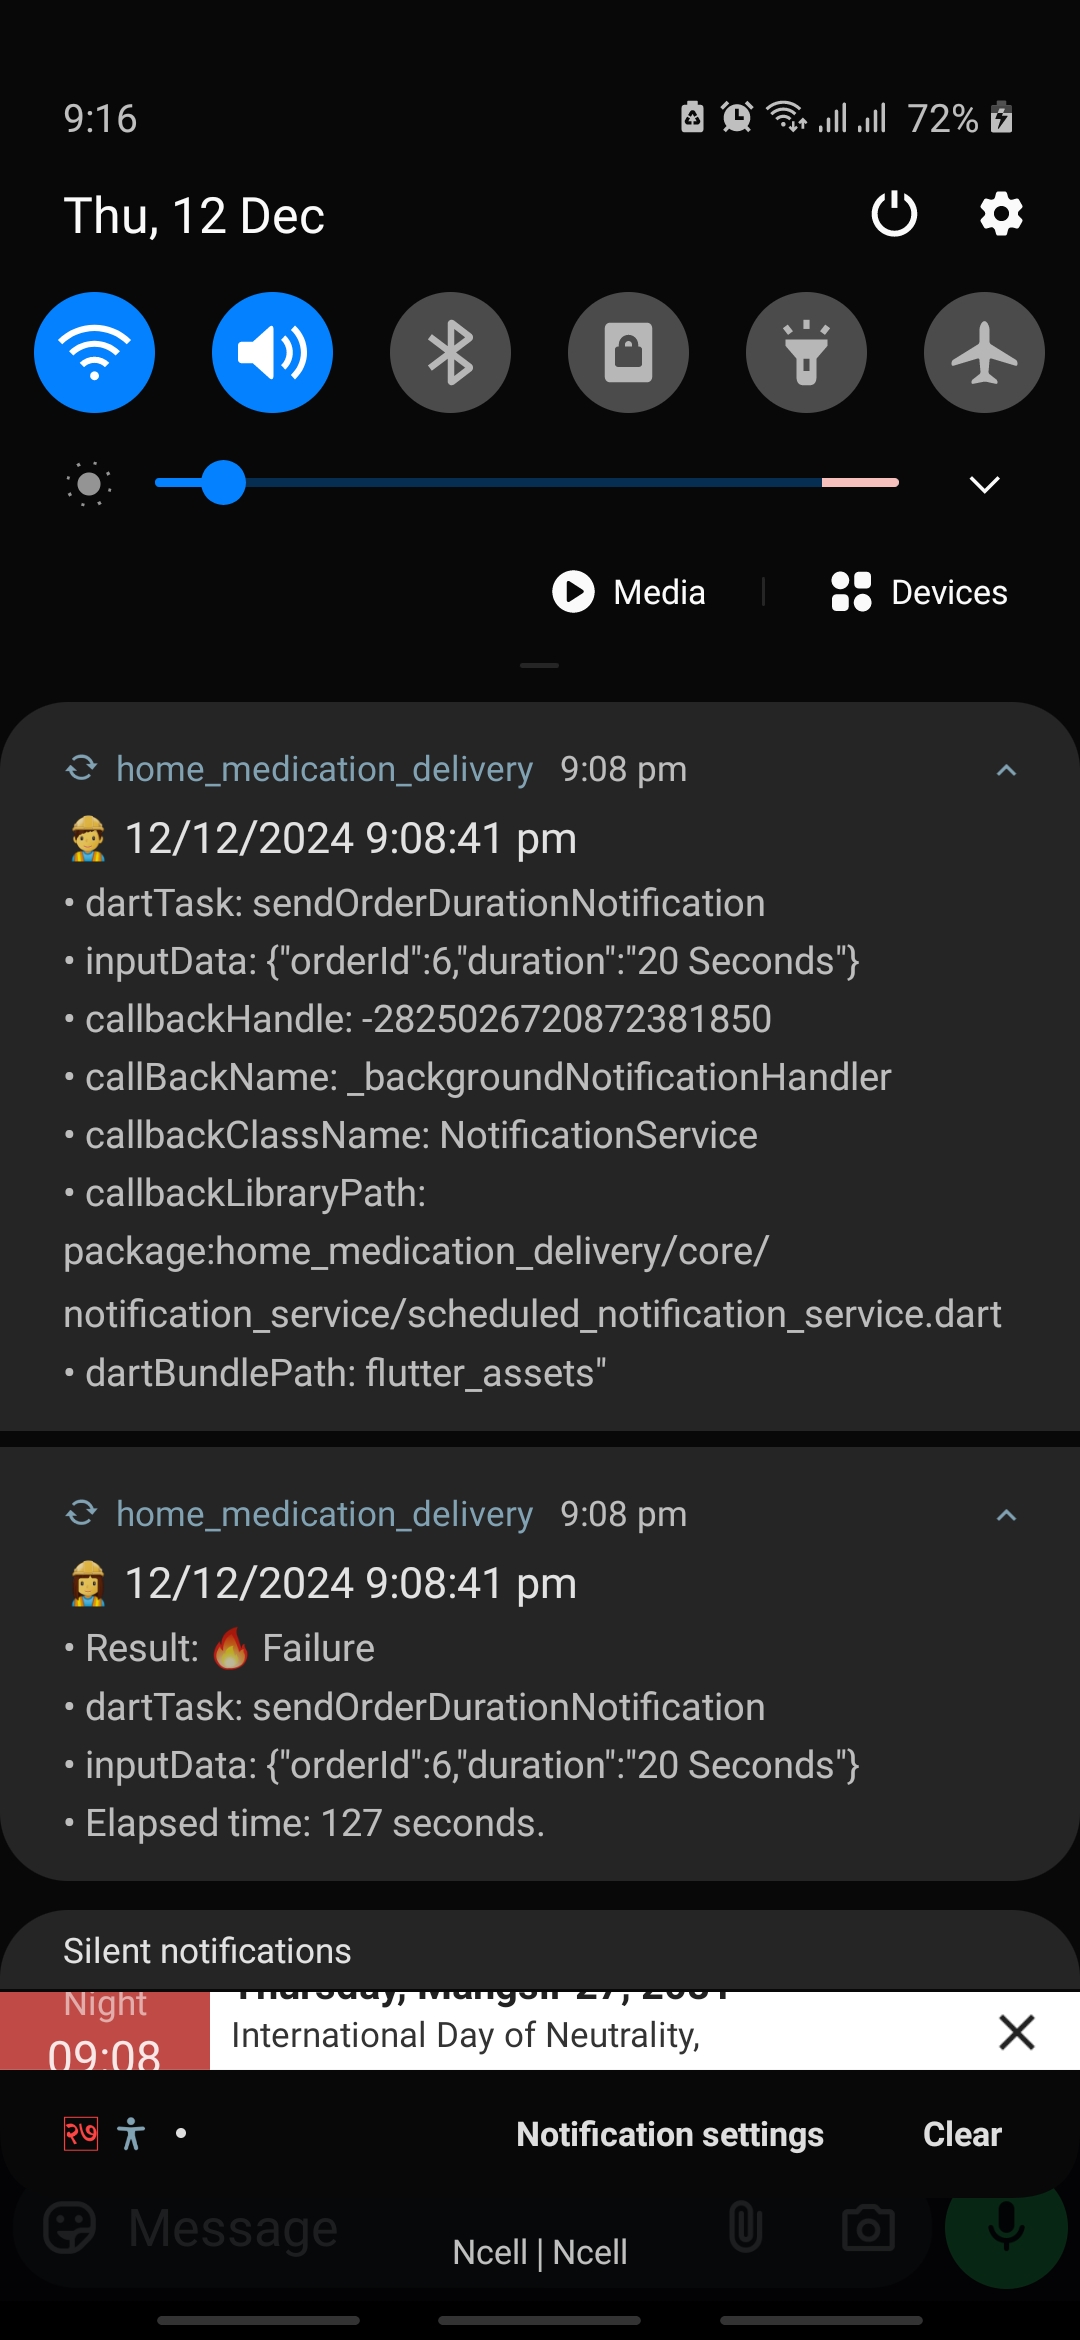 9:16
72%
Thu, 12 Dec
Media
Devices
home_medication_delivery 9:08 pm
12/12/2024 9:08:41 pm
• dartTask: sendOrderDurationNotification
• inputData: {"orderId":6,"duration":"20 Seconds"}
• callbackHandle: -2825026720872381850
• callBackName: _backgroundNotificationHandler
• callbackClassName: NotificationService
• callbackLibraryPath:
package:home_medication_delivery/core/
notification_service/scheduled_notification_service.dart
• dartBundlePath: flutter_assets"
home_medication_delivery 9:08 pm
12/12/2024 9:08:41 pm
• Result: 🔥 Failure
• dartTask: sendOrderDurationNotification
• inputData: {"orderId":6,"duration":"20 Seconds"}
• Elapsed time: 127 seconds.
Silent notifications
Night
Thursday, Mangsir 27, 2081
09:08
International Day of Neutrality,
२७
Notification settings
Clear
Message
Ncell | Ncell